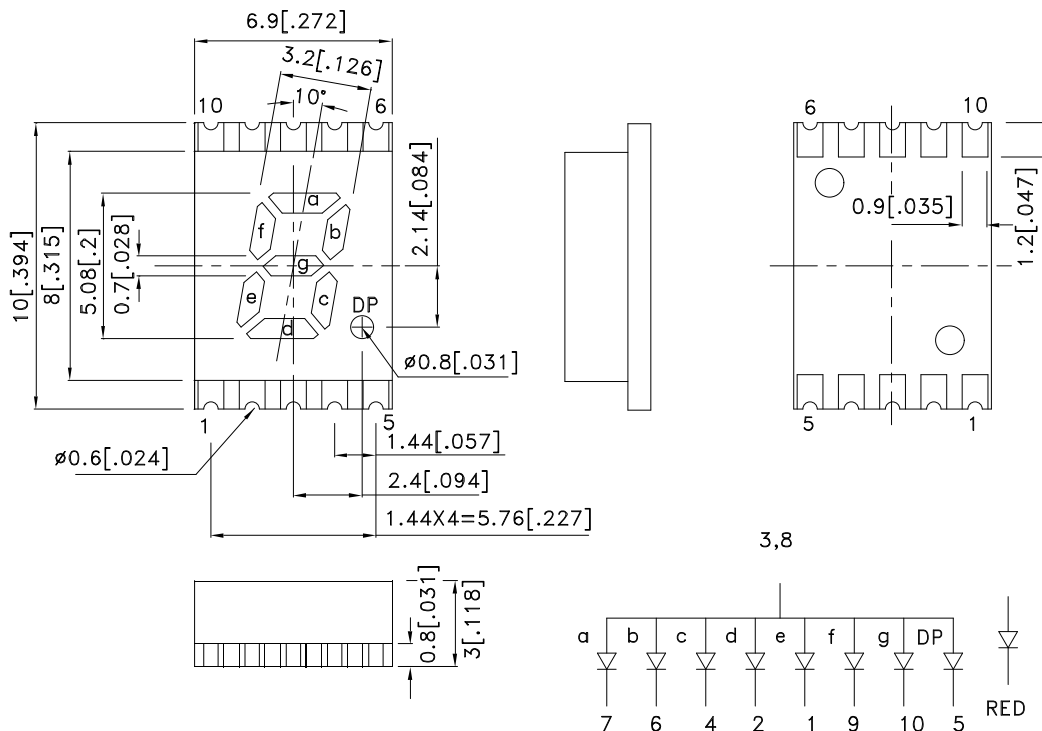 6.9[.272]
3.2[.126]
10°
10 6
6 10
a
f b
g
e c
d
DP
10[.394]
8[.315]
5.08[.2]
0.7[.028]
2.14[.084]
0.9[.035]
1.2[.047]
ø0.8[.031]
1 5
5 1
ø0.6[.024]
1.44[.057]
2.4[.094]
1.44X4=5.76[.227]
0.8[.031]
3[.118]
3,8
a b c d e f g DP
7 6 4 2 1 9 10 5
RED